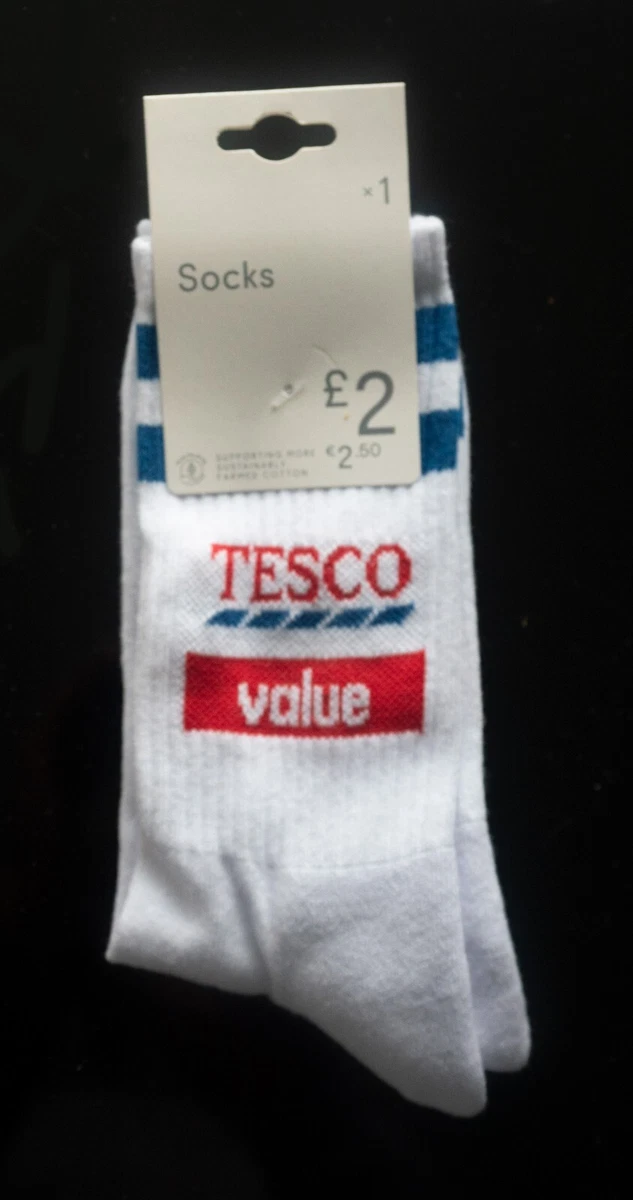 ×1
Socks
£2
SUPPORTING MORE
SUSTAINABLY
FARMED COTTON
€2.50
TESCO
value